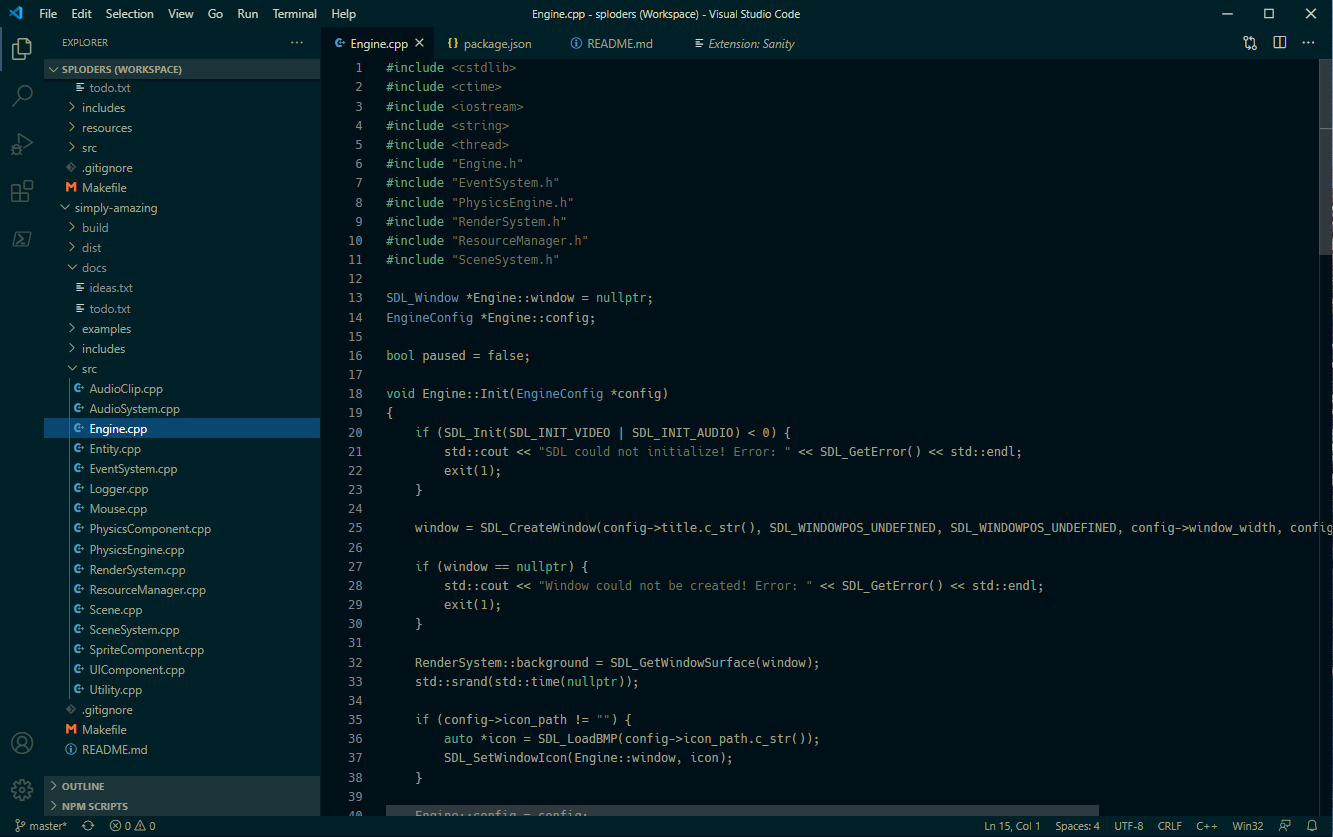 File Edit Selection View Go Run Terminal Help
Engine.cpp - sploders (Workspace) - Visual Studio Code
EXPLORER
SPLODERS (WORKSPACE)
todo.txt
includes
resources
src
.gitignore
Makefile
simply-amazing
build
dist
docs
ideas.txt
todo.txt
examples
includes
src
AudioClip.cpp
AudioSystem.cpp
Engine.cpp
Entity.cpp
EventSystem.cpp
Logger.cpp
Mouse.cpp
PhysicsComponent.cpp
PhysicsEngine.cpp
RenderSystem.cpp
ResourceManager.cpp
Scene.cpp
SceneSystem.cpp
SpriteComponent.cpp
UIComponent.cpp
Utility.cpp
.gitignore
Makefile
README.md
OUTLINE
NPM SCRIPTS
Engine.cpp package.json README.md Extension: Sanity
1 #include <cstdlib>
2 #include <ctime>
3 #include <iostream>
4 #include <string>
5 #include <thread>
6 #include "Engine.h"
7 #include "EventSystem.h"
8 #include "PhysicsEngine.h"
9 #include "RenderSystem.h"
10 #include "ResourceManager.h"
11 #include "SceneSystem.h"
12
13 SDL_Window *Engine::window = nullptr;
14 EngineConfig *Engine::config;
15
16 bool paused = false;
17
18 void Engine::Init(EngineConfig *config)
19 {
20 if (SDL_Init(SDL_INIT_VIDEO | SDL_INIT_AUDIO) < 0) {
21 std::cout << "SDL could not initialize! Error: " << SDL_GetError() << std::endl;
22 exit(1);
23 }
24
25 window = SDL_CreateWindow(config->title.c_str(), SDL_WINDOWPOS_UNDEFINED, SDL_WINDOWPOS_UNDEFINED, config->window_width, config
26
27 if (window == nullptr) {
28 std::cout << "Window could not be created! Error: " << SDL_GetError() << std::endl;
29 exit(1);
30 }
31
32 RenderSystem::background = SDL_GetWindowSurface(window);
33 std::srand(std::time(nullptr));
34
35 if (config->icon_path != "") {
36 auto *icon = SDL_LoadBMP(config->icon_path.c_str());
37 SDL_SetWindowIcon(Engine::window, icon);
38 }
39
40 Engine::config = config;
master* 0 0 Ln 15, Col 1 Spaces: 4 UTF-8 CRLF C++ Win32